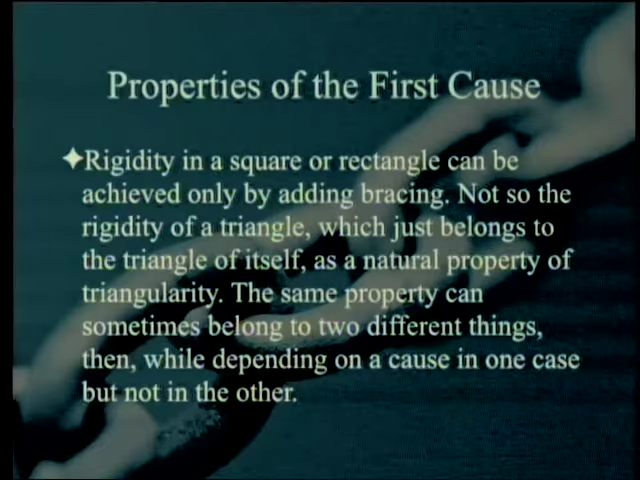 Properties of the First Cause
✦Rigidity in a square or rectangle can be
achieved only by adding bracing. Not so the
rigidity of a triangle, which just belongs to
the triangle of itself, as a natural property of
triangularity. The same property can
sometimes belong to two different things,
then, while depending on a cause in one case
but not in the other.